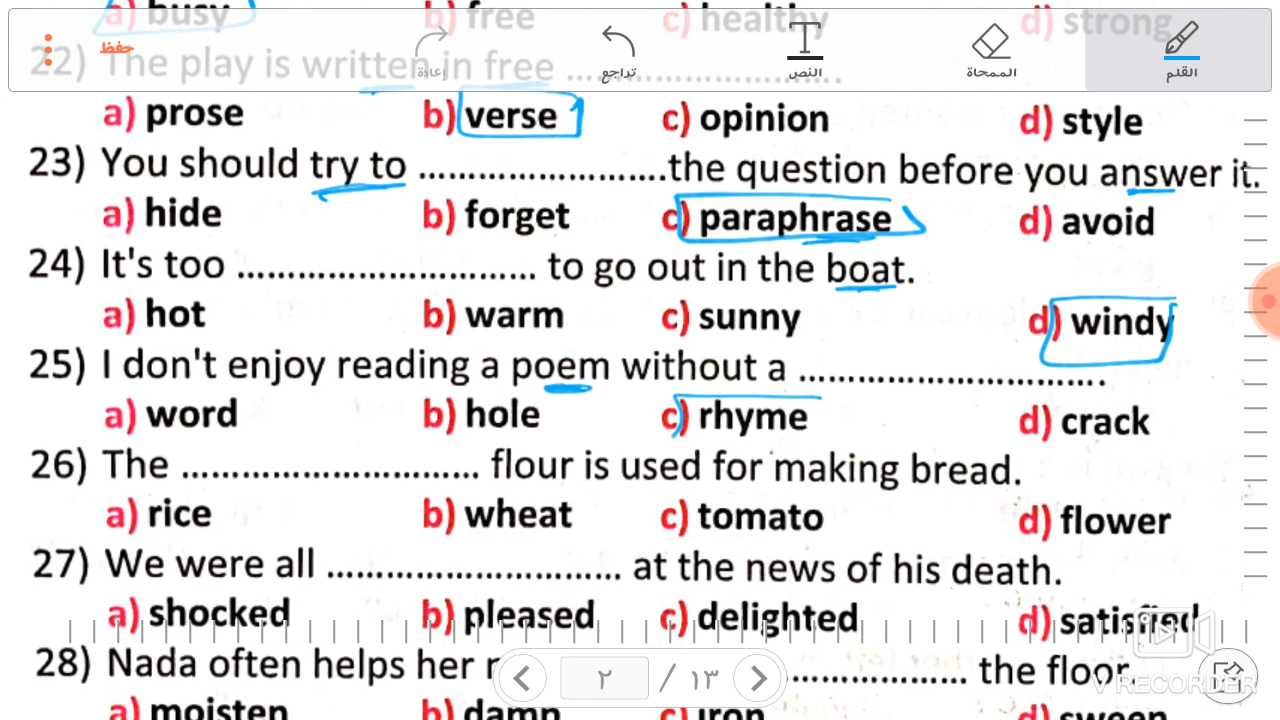 a) busy b) free c) healthy d) strong
حفظ إعادة تراجع النص الممحاة القلم
22) The play is written in free ............................
a) prose b) verse c) opinion d) style
23) You should try to ..........................the question before you answer it.
a) hide b) forget c) paraphrase d) avoid
24) It's too ............................... to go out in the boat.
a) hot b) warm c) sunny d) windy
25) I don't enjoy reading a poem without a ................................
a) word b) hole c) rhyme d) crack
26) The ............................... flour is used for making bread.
a) rice b) wheat c) tomato d) flower
27) We were all ............................... at the news of his death.
a) shocked b) pleased c) delighted d) satisfied
28) Nada often helps her .................. the floor.
٢ / ١٣
V RECORDER
a) moisten b) damp c) iron d) sweep